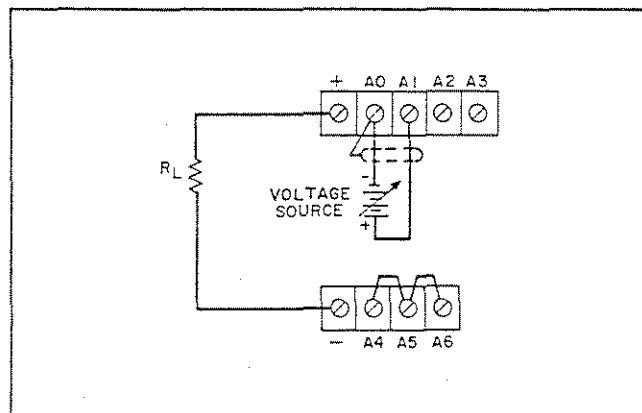 + A0 A1 A2 A3
RL
-
VOLTAGE
SOURCE
+
- A4 A5 A6